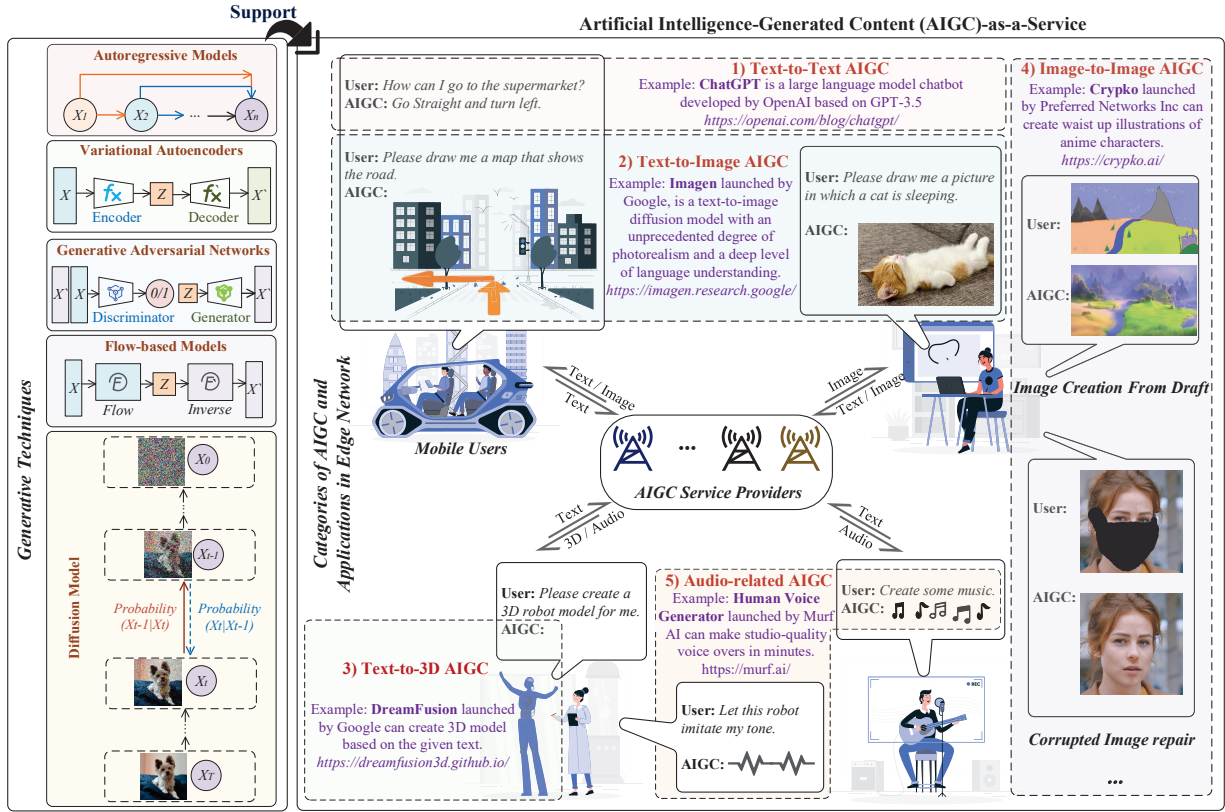 Support
Artificial Intelligence-Generated Content (AIGC)-as-a-Service
Generative Techniques
Autoregressive Models
X1
X2
...
Xn
Variational Autoencoders
X
fx
Z
fx
X`
Encoder
Decoder
Generative Adversarial Networks
X`
X
0/1
Z
X`
Discriminator
Generator
Flow-based Models
X
F
Z
F
X`
Flow
Inverse
Diffusion Model
X0
Xt-1
Probability
(Xt-1|Xt)
Probability
(Xt|Xt-1)
Xt
XT
Categories of AIGC and
Applications in Edge Network
User: How can I go to the supermarket?
AIGC: Go Straight and turn left.
1) Text-to-Text AIGC
Example: ChatGPT is a large language model chatbot
developed by OpenAI based on GPT-3.5
https://openai.com/blog/chatgpt/
User: Please draw me a map that shows
the road.
AIGC:
2) Text-to-Image AIGC
Example: Imagen launched by
Google, is a text-to-image
diffusion model with an
unprecedented degree of
photorealism and a deep level
of language understanding.
https://imagen.research.google/
User: Please draw me a picture
in which a cat is sleeping.
AIGC:
4) Image-to-Image AIGC
Example: Crypko launched
by Preferred Networks Inc can
create waist up illustrations of
anime characters.
https://crypko.ai/
User:
AIGC:
Image Creation From Draft
User:
AIGC:
Corrupted Image repair
...
Mobile Users
Text / Image
Text
Image
Text / Image
...
AIGC Service Providers
Text
3D / Audio
Text
Audio
User: Please create a
3D robot model for me.
AIGC:
3) Text-to-3D AIGC
Example: DreamFusion launched
by Google can create 3D model
based on the given text.
https://dreamfusion3d.github.io/
5) Audio-related AIGC
Example: Human Voice
Generator launched by Murf
AI can make studio-quality
voice overs in minutes.
https://murf.ai/
User: Let this robot
imitate my tone.
AIGC:
User: Create some music.
AIGC:
REC